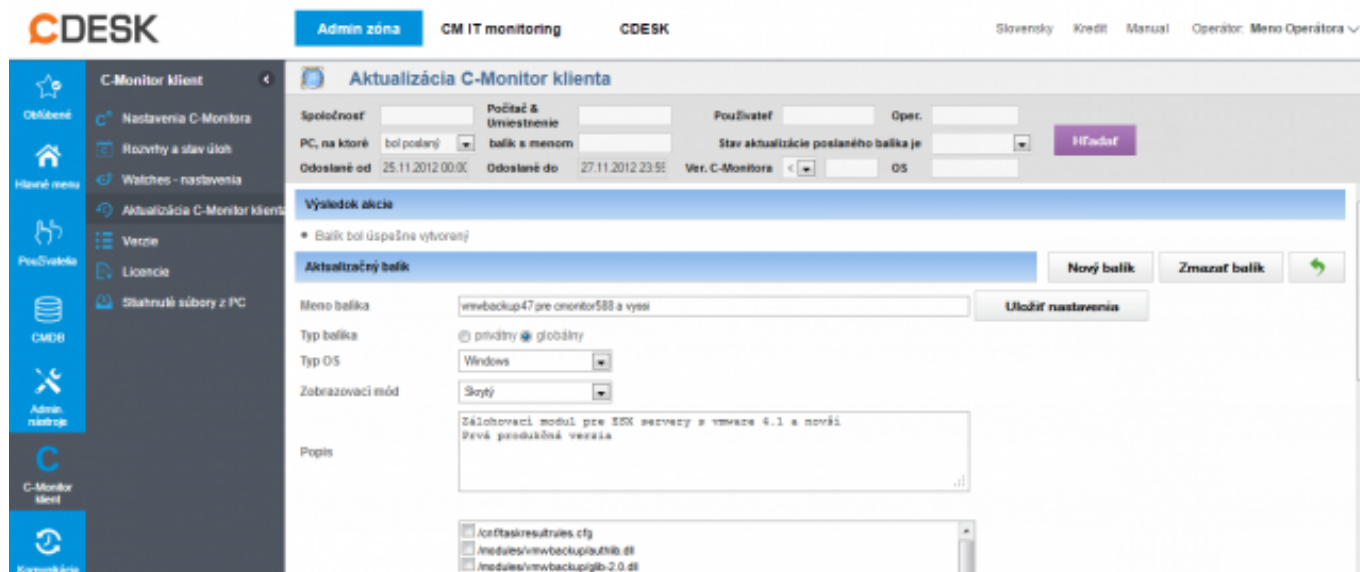 CDESK
Admin zóna CM IT monitoring CDESK
Slovensky Kredit Manual Operátor: Meno Operátora
Obľúbené
Hlavné menu
Používatelia
CMDB
Admin. nástroje
C-Monitor klient
Komunikácia
C-Monitor klient
Nastavenia C-Monitora
Rozvrhy a stav úloh
Watches - nastavenia
Aktualizácia C-Monitor klienta
Verzie
Licencie
Stiahnuté súbory z PC
Aktualizácia C-Monitor klienta
Spoločnosť Počítač & Umiestnenie Používateľ Oper.
PC, na ktoré bol poslaný balík s menom Stav aktualizácie poslaného balíka je Hľadať
Odoslané od 25.11.2012 00:00 Odoslané do 27.11.2012 23:59 Ver. C-Monitora < OS
Výsledok akcie
Balík bol úspešne vytvorený
Aktualizačný balík Nový balík Zmazať balík
Meno balíka vmwbackup47 pre cmonitor588 a vyssi Uložiť nastavenia
Typ balíka privátny globálny
Typ OS Windows
Zobrazovací mód Skrytý
Popis
Zálohovací modul pre ESX servery s vmware 4.1 a novší
Prvá produkčná verzia
/cnf/taskresultrules.cfg
/modules/vmwbackup/authlib.dll
/modules/vmwbackup/glib-2.0.dll